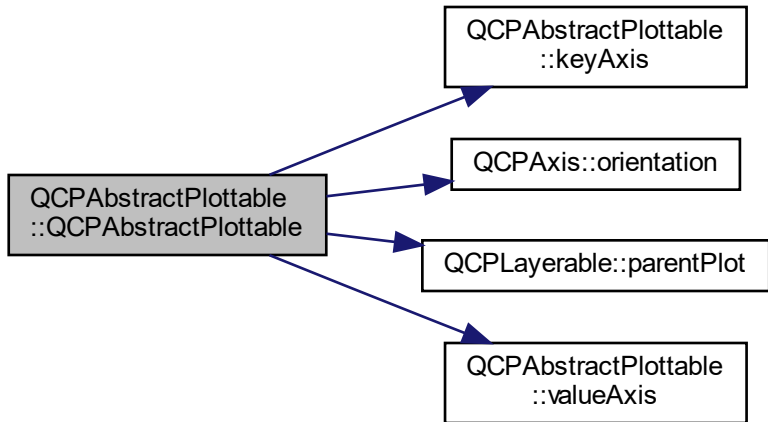 QCPAbstractPlottable
::keyAxis
QCPAxis::orientation
QCPAbstractPlottable
::QCPAbstractPlottable
QCPLayerable::parentPlot
QCPAbstractPlottable
::valueAxis